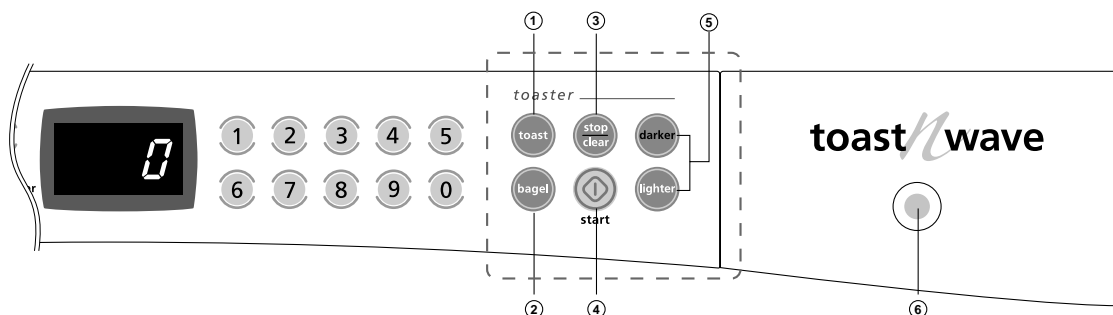 ① ③ ⑤
toaster
0
1 2 3 4 5
6 7 8 9 0
toast
stop
clear
darker
bagel
start
lighter
toast n wave
② ④ ⑥